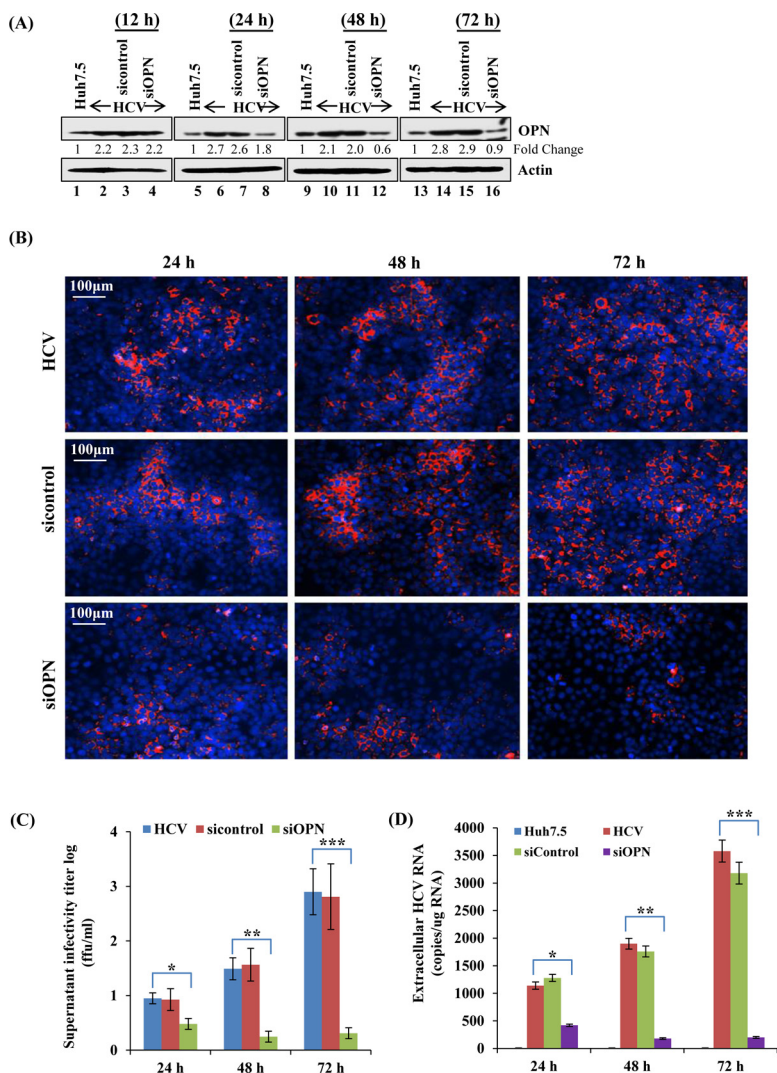 (A)
(12 h) (24 h) (48 h) (72 h)
Huh7.5 sicontrol siOPN Huh7.5 sicontrol siOPN Huh7.5 sicontrol siOPN Huh7.5 sicontrol siOPN
←HCV→ ←HCV→ ←HCV→ ←HCV→
OPN
1 2.2 2.3 2.2 1 2.7 2.6 1.8 1 2.1 2.0 0.6 1 2.8 2.9 0.9 Fold Change
Actin
1 2 3 4 5 6 7 8 9 10 11 12 13 14 15 16
(B)
24 h 48 h 72 h
100µm
HCV
100µm
sicontrol
100µm
siOPN
(C)
HCV sicontrol siOPN
Supernatant infectivity titer log
(ffu/ml)
4
3
2
1
0
* ** ***
24 h 48 h 72 h
(D)
Huh7.5 HCV
siControl siOPN
Extracellular HCV RNA
(copies/ug RNA)
4000
3500
3000
2500
2000
1500
1000
500
0
* ** ***
24 h 48 h 72 h